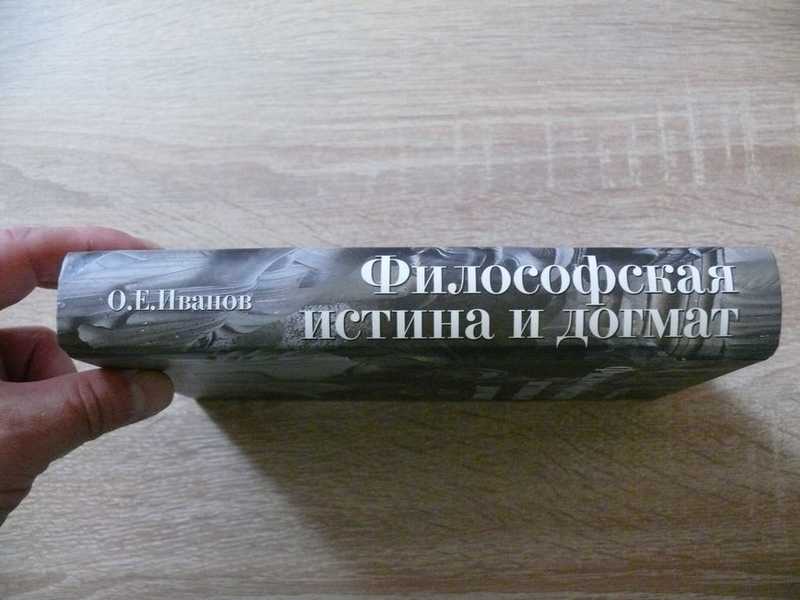 О.Е.Иванов
Философская
истина и догмат